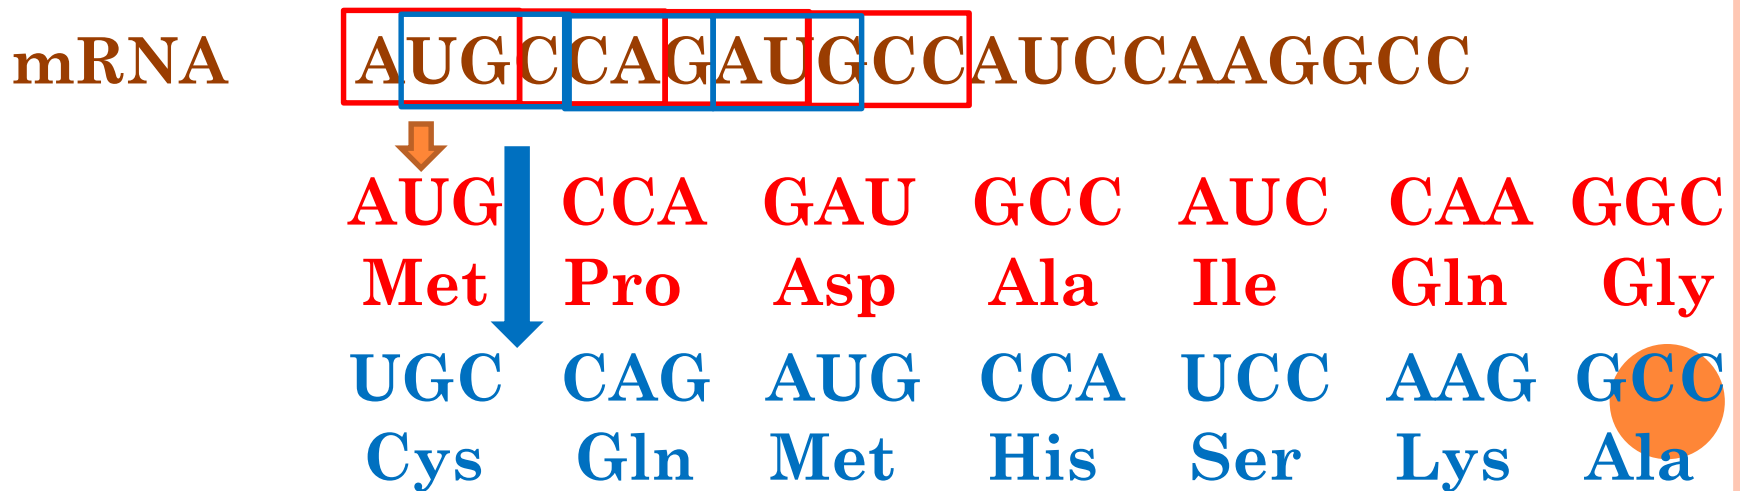 mRNA AUGCCAGAUGCCAUCCAAGGCC
AUG CCA GAU GCC AUC CAA GGC
Met Pro Asp Ala Ile Gln Gly
UGC CAG AUG CCA UCC AAG GCC
Cys Gln Met His Ser Lys Ala